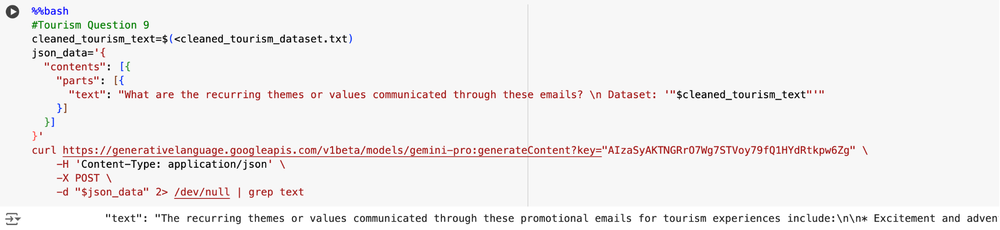 %%bash
#Tourism Question 9
cleaned_tourism_text=$(<cleaned_tourism_dataset.txt)
json_data='{
  "contents": [{
    "parts": [{
      "text": "What are the recurring themes or values communicated through these emails? \n Dataset: '"$cleaned_tourism_text"'"
    }]
  }]
}'
curl https://generativelanguage.googleapis.com/v1beta/models/gemini-pro:generateContent?key="AIzaSyAKTNGRrO7Wg7STVoy79fQ1HYdRtkpw6Zg" \
    -H 'Content-Type: application/json' \
    -X POST \
    -d "$json_data" 2> /dev/null | grep text
"text": "The recurring themes or values communicated through these promotional emails for tourism experiences include:\n\n* Excitement and adven